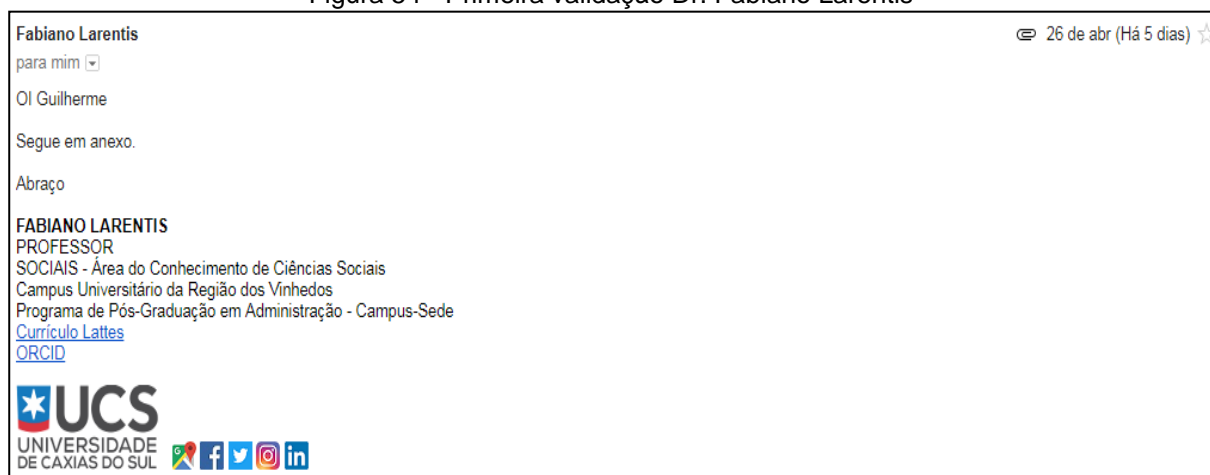 Fabiano Larentis
26 de abr (Há 5 dias)
para mim
Ol Guilherme
Segue em anexo.
Abraço
FABIANO LARENTIS
PROFESSOR
SOCIAIS - Área do Conhecimento de Ciências Sociais
Campus Universitário da Região dos Vinhedos
Programa de Pós-Graduação em Administração - Campus-Sede
Currículo Lattes
ORCID
UCS
UNIVERSIDADE
DE CAXIAS DO SUL